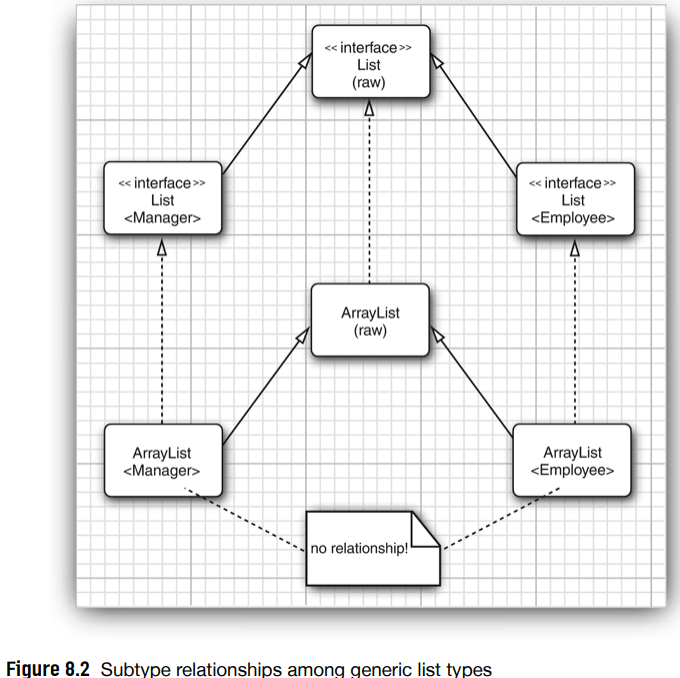 << interface>>
List
(raw)
<< interface>>
List
<Manager>
<< interface>>
List
<Employee>
ArrayList
(raw)
ArrayList
<Manager>
ArrayList
<Employee>
no relationship!
Figure 8.2 Subtype relationships among generic list types